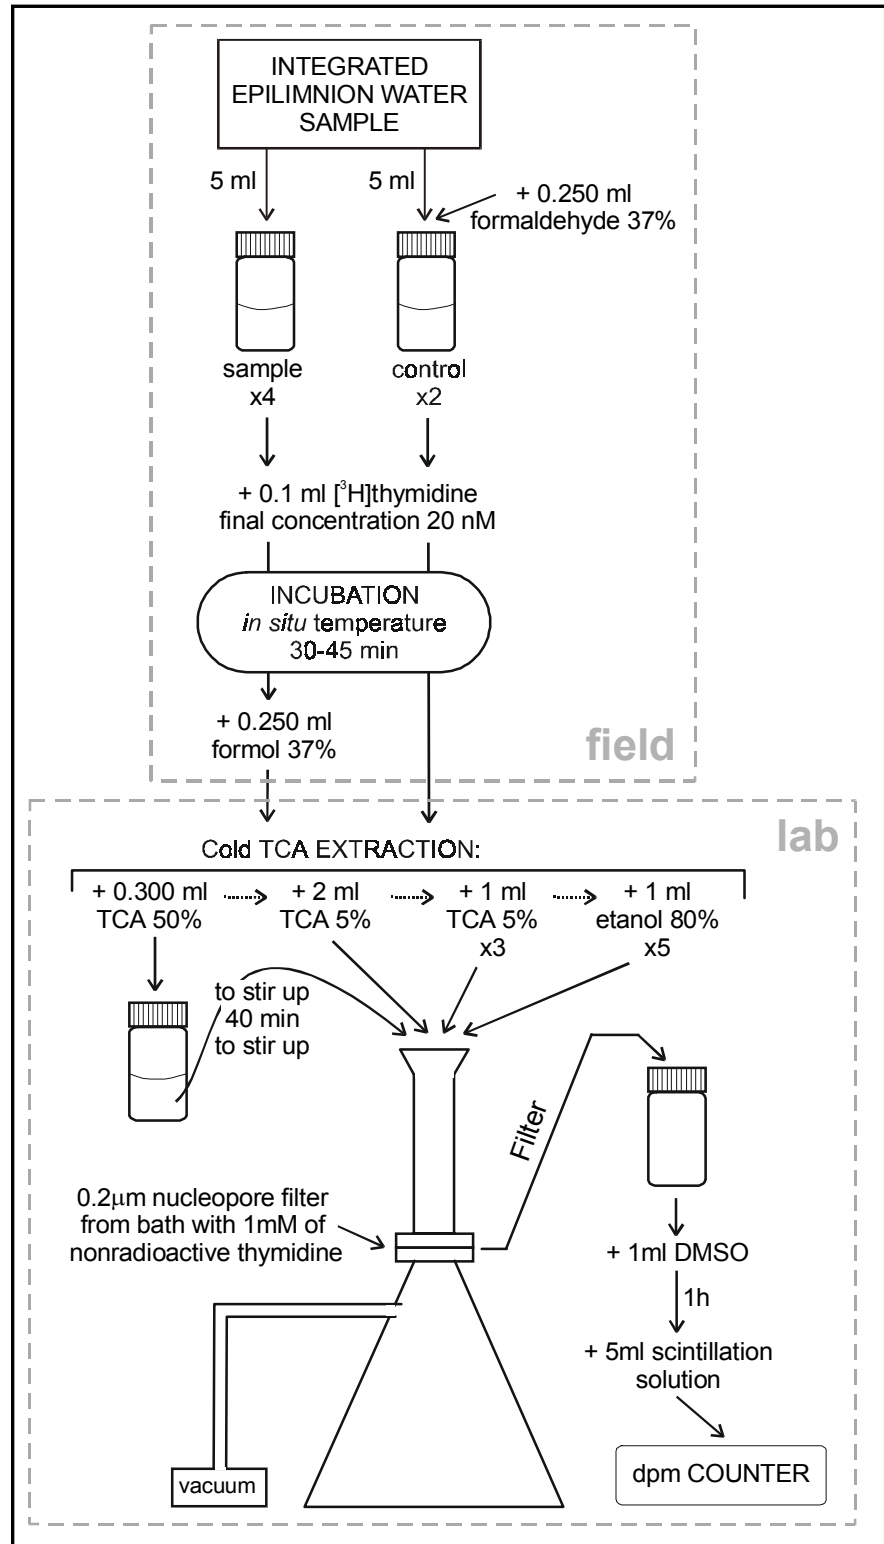 INTEGRATED
EPILIMNION WATER
SAMPLE
5 ml
5 ml
+ 0.250 ml
formaldehyde 37%
sample
x4
control
x2
+ 0.1 ml [³H]thymidine
final concentration 20 nM
INCUBATION
in situ temperature
30-45 min
+ 0.250 ml
formol 37%
field
lab
Cold TCA EXTRACTION:
+ 0.300 ml
TCA 50%
+ 2 ml
TCA 5%
+ 1 ml
TCA 5%
x3
+ 1 ml
etanol 80%
x5
to stir up
40 min
to stir up
Filter
0.2µm nucleopore filter
from bath with 1mM of
nonradioactive thymidine
+ 1ml DMSO
1h
+ 5ml scintillation
solution
vacuum
dpm COUNTER